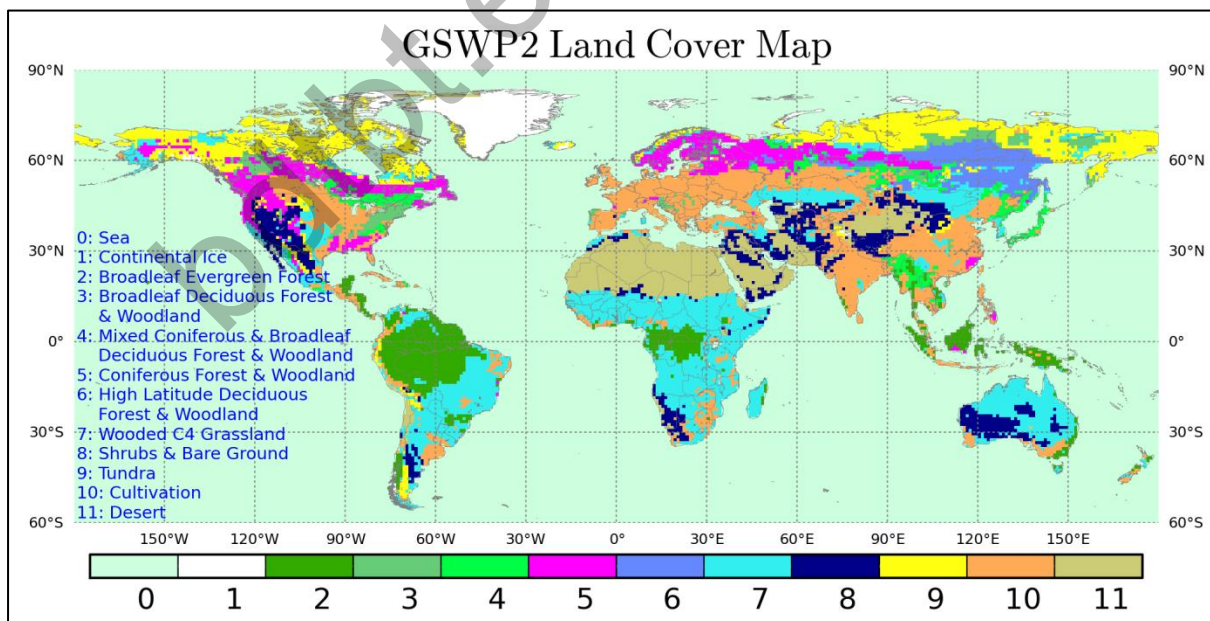 GSWP2 Land Cover Map
90°N 90°N
60°N 60°N
30°N 30°N
0: Sea
1: Continental Ice
2: Broadleaf Evergreen Forest
3: Broadleaf Deciduous Forest
& Woodland
4: Mixed Coniferous & Broadleaf
Deciduous Forest & Woodland
5: Coniferous Forest & Woodland
6: High Latitude Deciduous
Forest & Woodland
7: Wooded C4 Grassland
8: Shrubs & Bare Ground
9: Tundra
10: Cultivation
11: Desert
0° 0°
30°S 30°S
60°S 60°S
150°W 120°W 90°W 60°W 30°W 0° 30°E 60°E 90°E 120°E 150°E
0 1 2 3 4 5 6 7 8 9 10 11